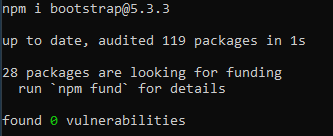 npm i bootstrap@5.3.3
up to date, audited 119 packages in 1s
28 packages are looking for funding
run `npm fund` for details
found 0 vulnerabilities